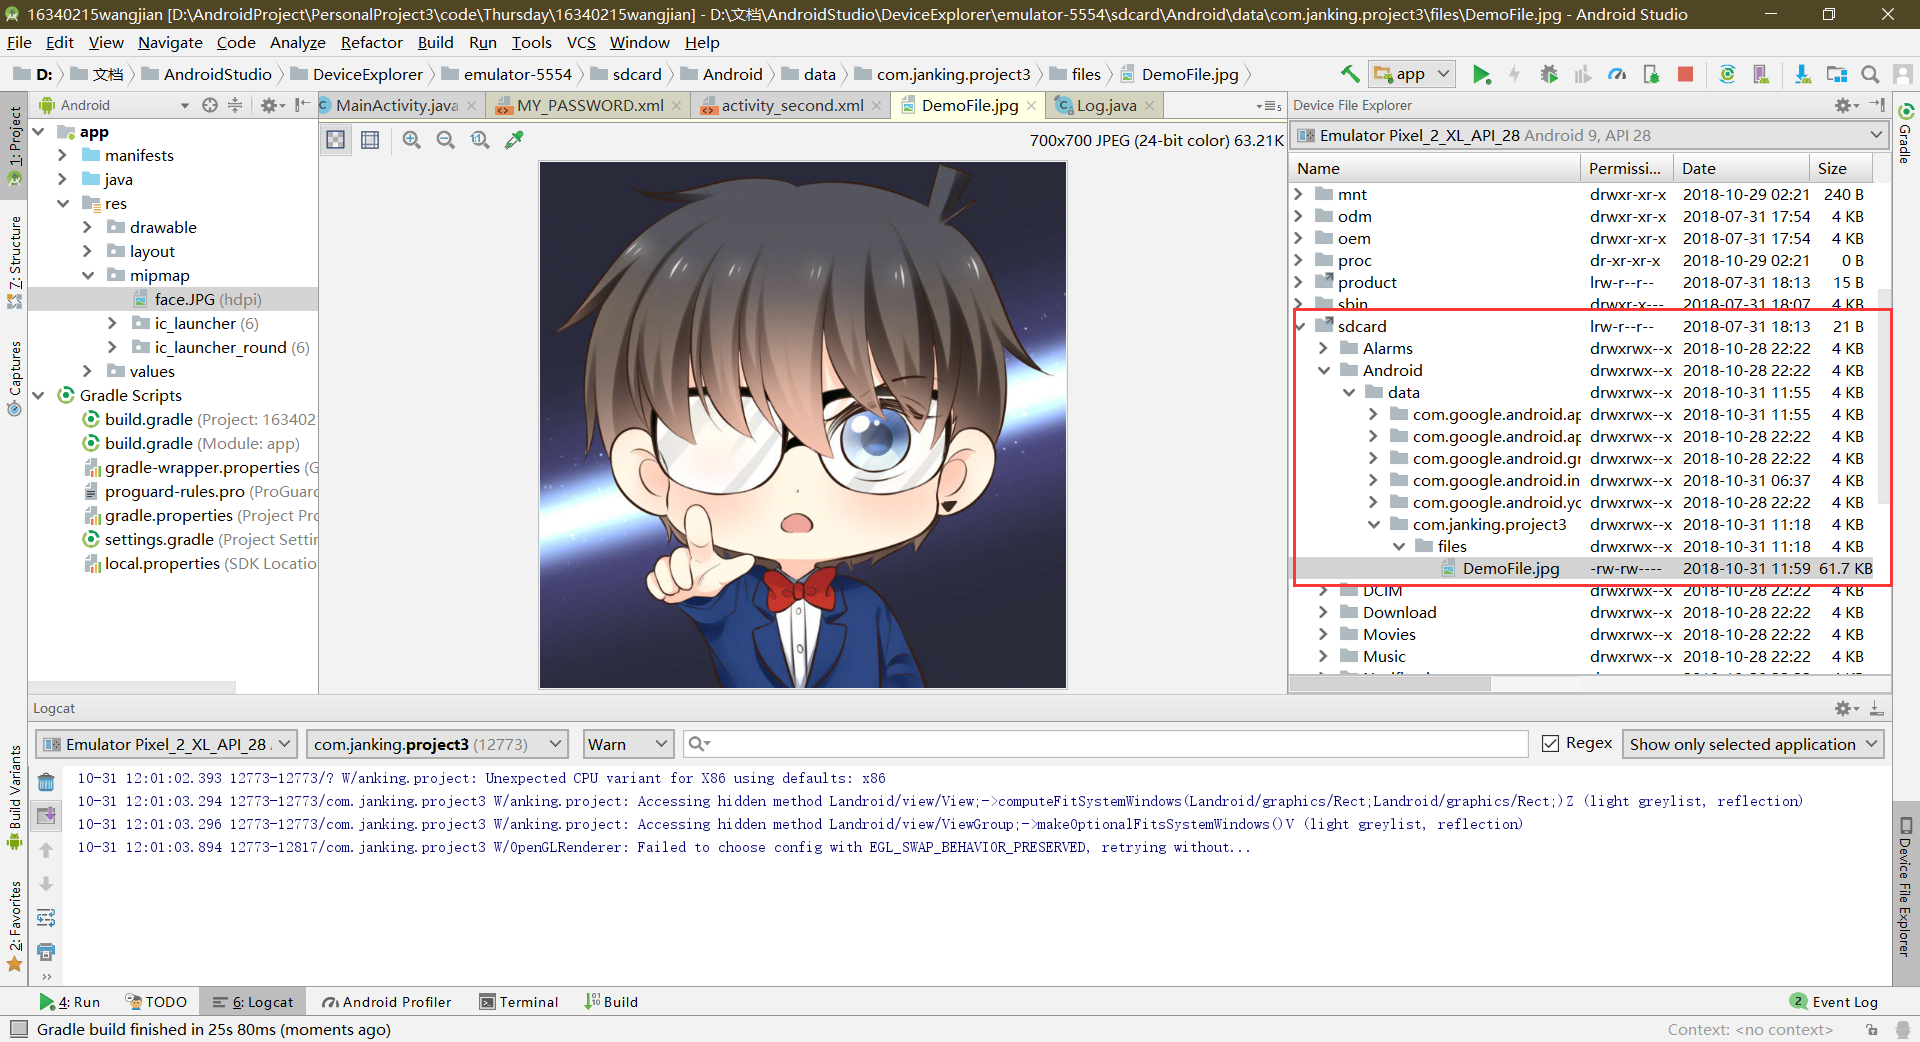 16340215wangjian [D:\AndroidProject\PersonalProject3\code\Thursday\16340215wangjian] - D:\文档\AndroidStudio\DeviceExplorer\emulator-5554\sdcard\Android\data\com.janking.project3\files\DemoFile.jpg - Android Studio
File Edit View Navigate Code Analyze Refactor Build Run Tools VCS Window Help
D: 文档 AndroidStudio DeviceExplorer emulator-5554 sdcard Android data com.janking.project3 files DemoFile.jpg app
Android
MainActivity.java MY_PASSWORD.xml activity_second.xml DemoFile.jpg Log.java 5
Device File Explorer
1: Project
Z: Structure
Captures
Build Variants
2: Favorites
app
manifests
java
res
drawable
layout
mipmap
face.JPG (hdpi)
ic_launcher (6)
ic_launcher_round (6)
values
Gradle Scripts
build.gradle (Project: 163402
build.gradle (Module: app)
gradle-wrapper.properties (G
proguard-rules.pro (ProGuard
gradle.properties (Project Pro
settings.gradle (Project Settin
local.properties (SDK Locatio
700x700 JPEG (24-bit color) 63.21K
Emulator Pixel_2_XL_API_28 Android 9, API 28
Name Permissi... Date Size
mnt drwxr-xr-x 2018-10-29 02:21 240 B
odm drwxr-xr-x 2018-07-31 17:54 4 KB
oem drwxr-xr-x 2018-07-31 17:54 4 KB
proc dr-xr-xr-x 2018-10-29 02:21 0 B
product lrw-r--r-- 2018-07-31 18:13 15 B
sbin drwxr-x--- 2018-07-31 18:07 4 KB
sdcard lrw-r--r-- 2018-07-31 18:13 21 B
Alarms drwxrwx--x 2018-10-28 22:22 4 KB
Android drwxrwx--x 2018-10-28 22:22 4 KB
data drwxrwx--x 2018-10-31 11:55 4 KB
com.google.android.ap drwxrwx--x 2018-10-31 11:55 4 KB
com.google.android.ap drwxrwx--x 2018-10-28 22:22 4 KB
com.google.android.gr drwxrwx--x 2018-10-28 22:22 4 KB
com.google.android.in drwxrwx--x 2018-10-31 06:37 4 KB
com.google.android.yo drwxrwx--x 2018-10-28 22:22 4 KB
com.janking.project3 drwxrwx--x 2018-10-31 11:18 4 KB
files drwxrwx--x 2018-10-31 11:18 4 KB
DemoFile.jpg -rw-rw---- 2018-10-31 11:59 61.7 KB
DCIM drwxrwx--x 2018-10-28 22:22 4 KB
Download drwxrwx--x 2018-10-28 22:22 4 KB
Movies drwxrwx--x 2018-10-28 22:22 4 KB
Music drwxrwx--x 2018-10-28 22:22 4 KB
Gradle
Device File Explorer
Logcat
Emulator Pixel_2_XL_API_28 com.janking.project3 (12773) Warn Regex Show only selected application
10-31 12:01:02.393 12773-12773/? W/anking.project: Unexpected CPU variant for X86 using defaults: x86
10-31 12:01:03.294 12773-12773/com.janking.project3 W/anking.project: Accessing hidden method Landroid/view/View;->computeFitSystemWindows(Landroid/graphics/Rect;Landroid/graphics/Rect;)Z (light greylist, reflection)
10-31 12:01:03.296 12773-12773/com.janking.project3 W/anking.project: Accessing hidden method Landroid/view/ViewGroup;->makeOptionalFitsSystemWindows()V (light greylist, reflection)
10-31 12:01:03.894 12773-12817/com.janking.project3 W/OpenGLRenderer: Failed to choose config with EGL_SWAP_BEHAVIOR_PRESERVED, retrying without...
4: Run TODO 6: Logcat Android Profiler Terminal Build 2 Event Log
Gradle build finished in 25s 80ms (moments ago) Context: <no context>